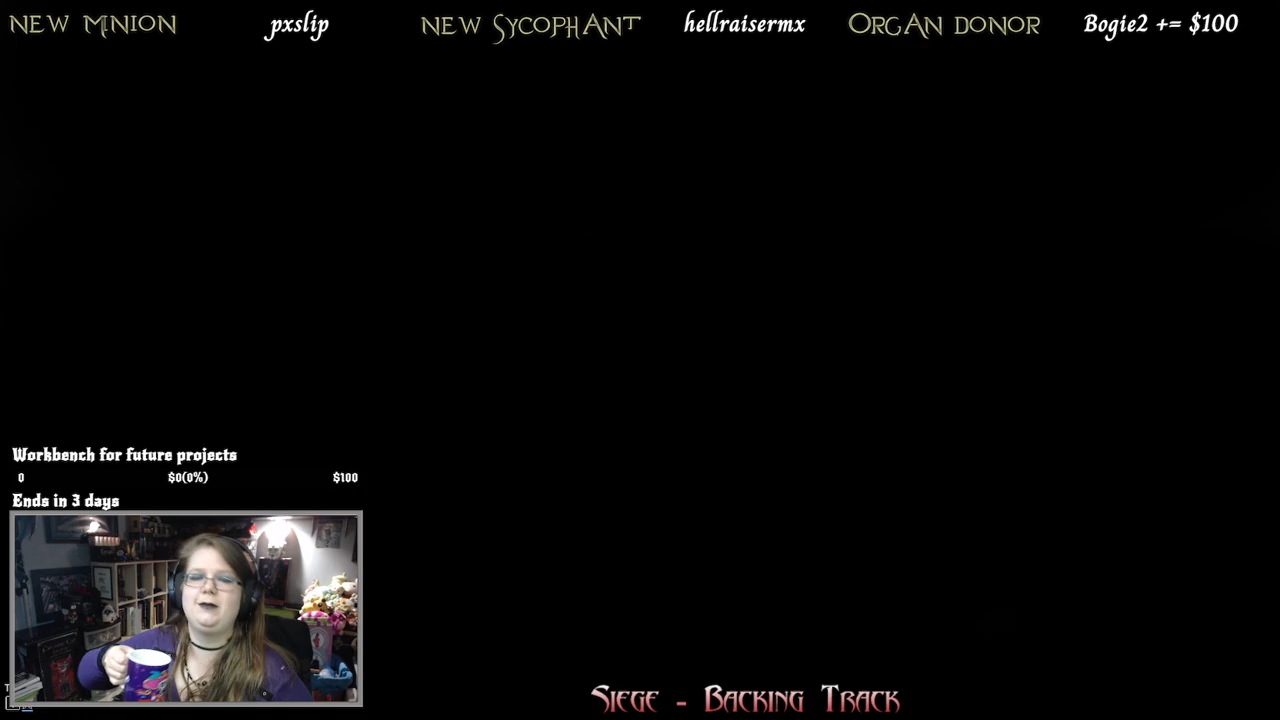 NEW MINION pxslip NEW SYCOPHANT hellraisermx ORGAN DONOR Bogie2 += $100
Workbench for future projects
0 $0(0%) $100
Ends in 3 days
SIEGE - BACKING TRACK